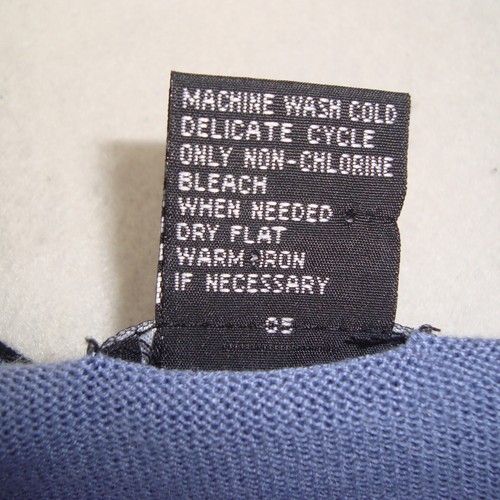 MACHINE WASH COLD
DELICATE CYCLE
ONLY NON-CHLORINE
BLEACH
WHEN NEEDED
DRY FLAT
WARM IRON
IF NECESSARY
05